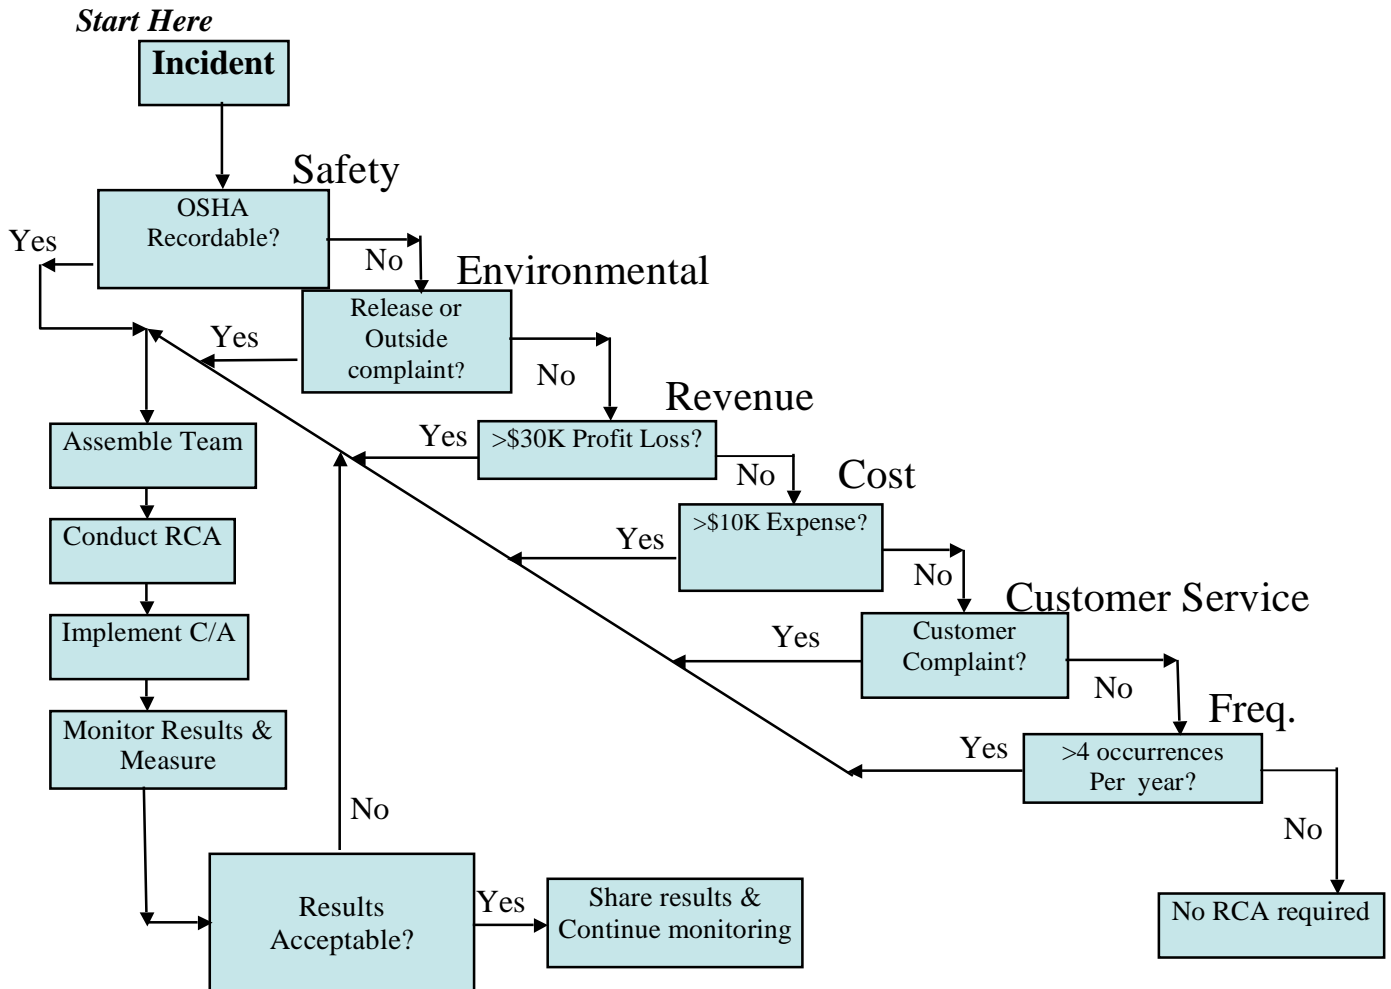 Start Here
Incident
Safety
OSHA
Recordable?
Yes
No
Environmental
Release or
Outside
complaint?
Yes
No
Revenue
>$30K Profit Loss?
Yes
No
Cost
>$10K Expense?
Yes
No
Customer Service
Customer
Complaint?
Yes
No
Freq.
>4 occurrences
Per year?
Yes
No
No RCA required
Assemble Team
Conduct RCA
Implement C/A
Monitor Results &
Measure
Results
Acceptable?
No
Yes
Share results &
Continue monitoring